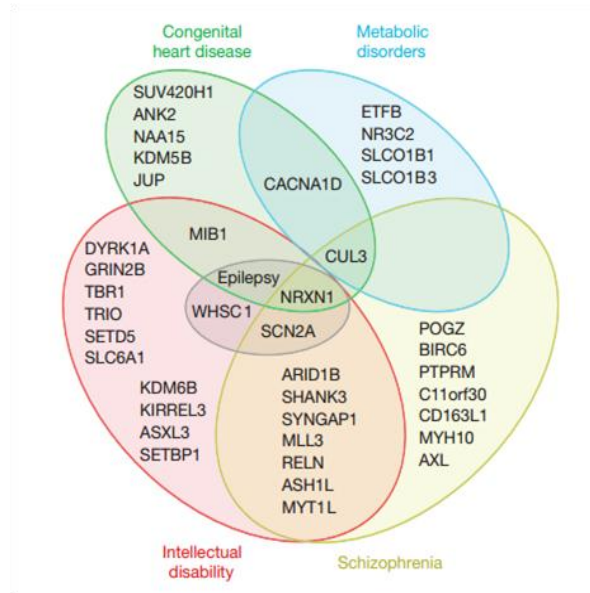 Congenital
heart disease
Metabolic
disorders
SUV420H1
ANK2
NAA15
KDM5B
JUP
ETFB
NR3C2
SLCO1B1
SLCO1B3
CACNA1D
MIB1
CUL3
DYRK1A
GRIN2B
TBR1
TRIO
SETD5
SLC6A1
Epilepsy
NRXN1
WHSC1
SCN2A
KDM6B
KIRREL3
ASXL3
SETBP1
ARID1B
SHANK3
SYNGAP1
MLL3
RELN
ASH1L
MYT1L
POGZ
BIRC6
PTPRM
C11orf30
CD163L1
MYH10
AXL
Intellectual
disability
Schizophrenia